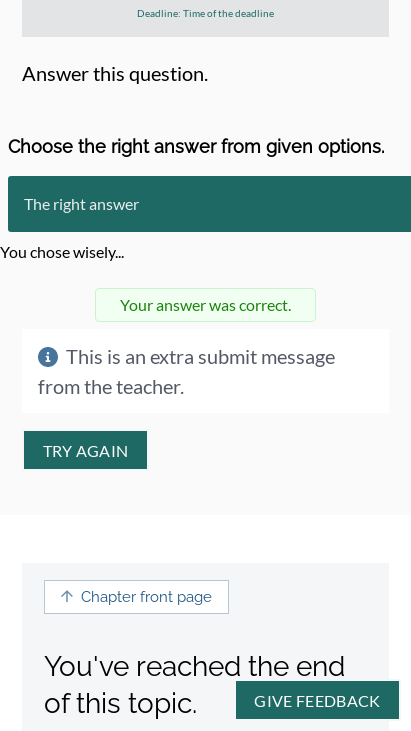 Deadline: Time of the deadline
Answer this question.
Choose the right answer from given options.
The right answer
You chose wisely...
Your answer was correct.
This is an extra submit message
from the teacher.
TRY AGAIN
Chapter front page
You've reached the end
of this topic.
GIVE FEEDBACK